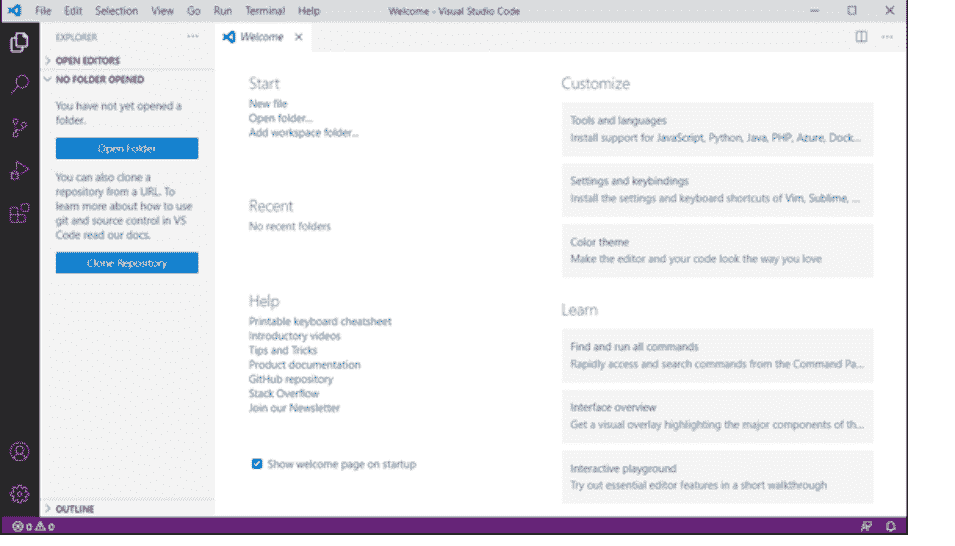 File Edit Selection View Go Run Terminal Help Welcome - Visual Studio Code
EXPLORER
OPEN EDITORS
NO FOLDER OPENED
You have not yet opened a
folder.
Open Folder
You can also clone a
repository from a URL. To
learn more about how to use
git and source control in VS
Code read our docs.
Clone Repository
OUTLINE
Welcome
Start
New file
Open folder...
Add workspace folder...
Recent
No recent folders
Help
Printable keyboard cheatsheet
Introductory videos
Tips and Tricks
Product documentation
GitHub repository
Stack Overflow
Join our Newsletter
Show welcome page on startup
Customize
Tools and languages
Install support for JavaScript, Python, Java, PHP, Azure, Dock...
Settings and keybindings
Install the settings and keyboard shortcuts of Vim, Sublime, ...
Color theme
Make the editor and your code look the way you love
Learn
Find and run all commands
Rapidly access and search commands from the Command Pa...
Interface overview
Get a visual overlay highlighting the major components of th...
Interactive playground
Try out essential editor features in a short walkthrough
0 0